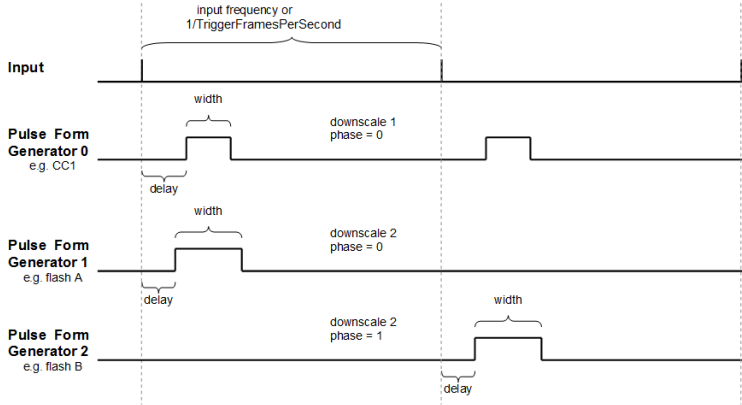 input frequency or
1/TriggerFramesPerSecond
Input
width
Pulse Form
Generator 0
e.g. CC1
downscale 1
phase = 0
delay
width
Pulse Form
Generator 1
e.g. flash A
downscale 2
phase = 0
delay
width
Pulse Form
Generator 2
e.g. flash B
downscale 2
phase = 1
delay